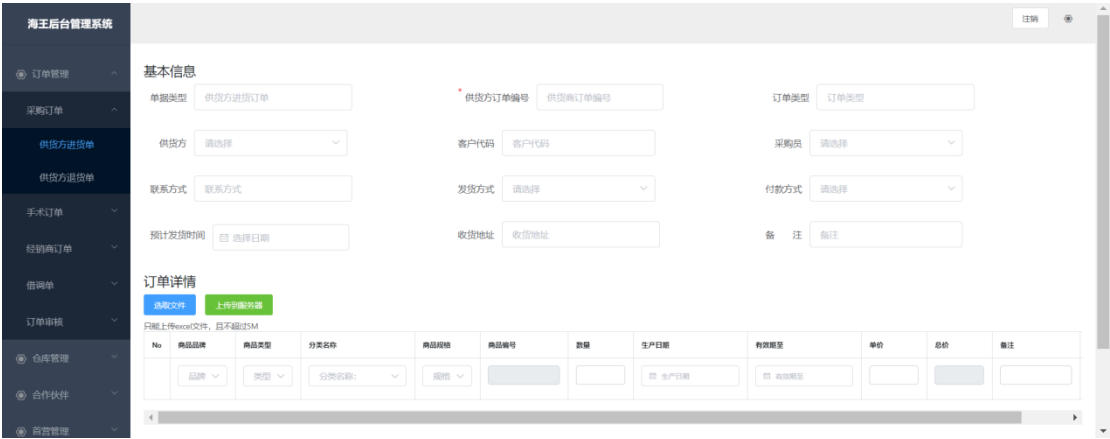 海王后台管理系统
注销
订单管理
采购订单
供货方进货单
供货方退货单
手术订单
经销商订单
借调单
订单审核
仓库管理
合作伙伴
首营管理
基本信息
单据类型 供货方进货订单 * 供货方订单编号 供货商订单编号 订单类型 订单类型
供货方 请选择 客户代码 客户代码 采购员 请选择
联系方式 联系方式 发货方式 请选择 付款方式 请选择
预计发货时间 选择日期 收货地址 收货地址 备 注 备注
订单详情
选取文件 上传到服务器
只能上传excel文件，且不超过5M
No 商品品牌 商品类型 分类名称 商品规格 商品编号 数量 生产日期 有效期至 单价 总价 备注
品牌 类型 分类名称: 规格 生产日期 有效期至